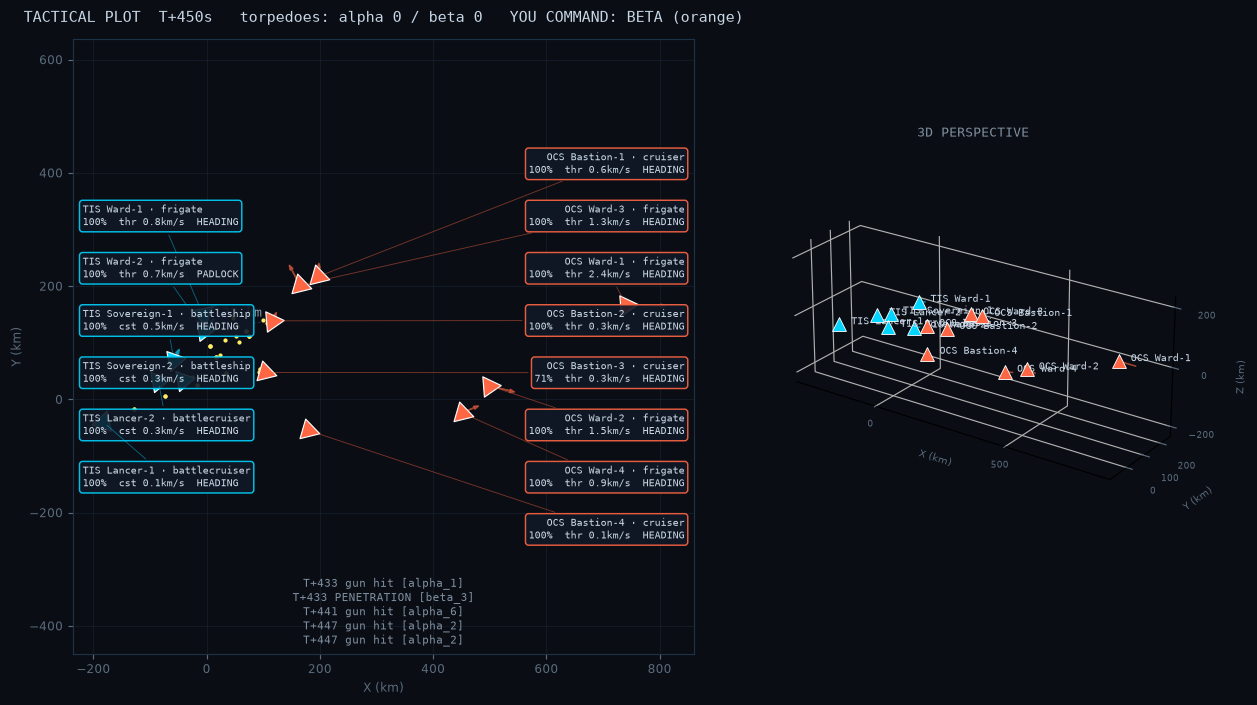 TACTICAL PLOT  T+450s   torpedoes: alpha 0 / beta 0   YOU COMMAND: BETA (orange)
3D PERSPECTIVE
600
400
200
0
−200
−400
Y (km)
−200
0
200
400
600
800
X (km)
TIS Ward-1 · frigate
100%  thr 0.8km/s  HEADING
TIS Ward-2 · frigate
100%  thr 0.7km/s  PADLOCK
TIS Sovereign-1 · battleship
100%  cst 0.5km/s  HEADING
TIS Sovereign-2 · battleship
100%  cst 0.3km/s  HEADING
TIS Lancer-2 · battlecruiser
100%  cst 0.3km/s  HEADING
TIS Lancer-1 · battlecruiser
100%  cst 0.1km/s  HEADING
OCS Bastion-1 · cruiser
100%  thr 0.6km/s  HEADING
OCS Ward-3 · frigate
100%  thr 1.3km/s  HEADING
OCS Ward-1 · frigate
100%  thr 2.4km/s  HEADING
OCS Bastion-2 · cruiser
100%  thr 0.3km/s  HEADING
OCS Bastion-3 · cruiser
71%  thr 0.3km/s  HEADING
OCS Ward-2 · frigate
100%  thr 1.5km/s  HEADING
OCS Ward-4 · frigate
100%  thr 0.9km/s  HEADING
OCS Bastion-4 · cruiser
100%  thr 0.1km/s  HEADING
T+433 gun hit [alpha_1]
T+433 PENETRATION [beta_3]
T+441 gun hit [alpha_6]
T+447 gun hit [alpha_2]
T+447 gun hit [alpha_2]
TIS Ward-1
OCS Bastion-1
OCS Bastion-2
OCS Bastion-4
OCS Ward-1
OCS Ward-2
0
500
X (km)
0
100
200
Y (km)
200
0
−200
Z (km)